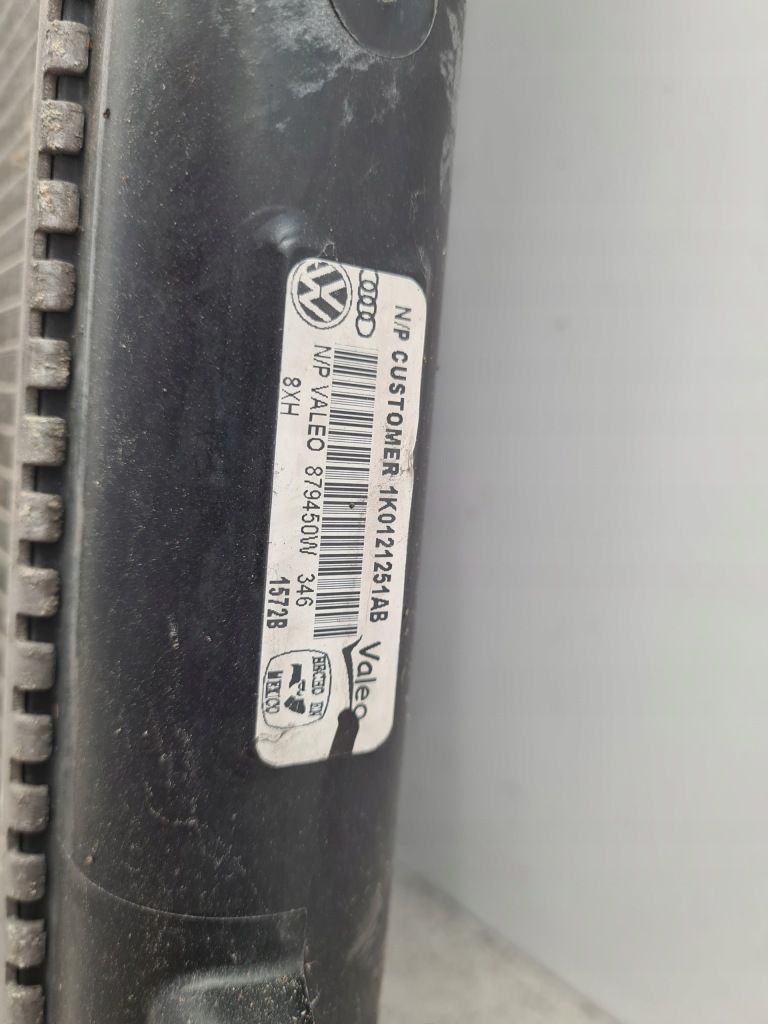 N/P CUSTOMER 1K0121251AB
N/P VALEO 879450W 346
8XH
1572B
Valeo
HECHO EN
MEXICO